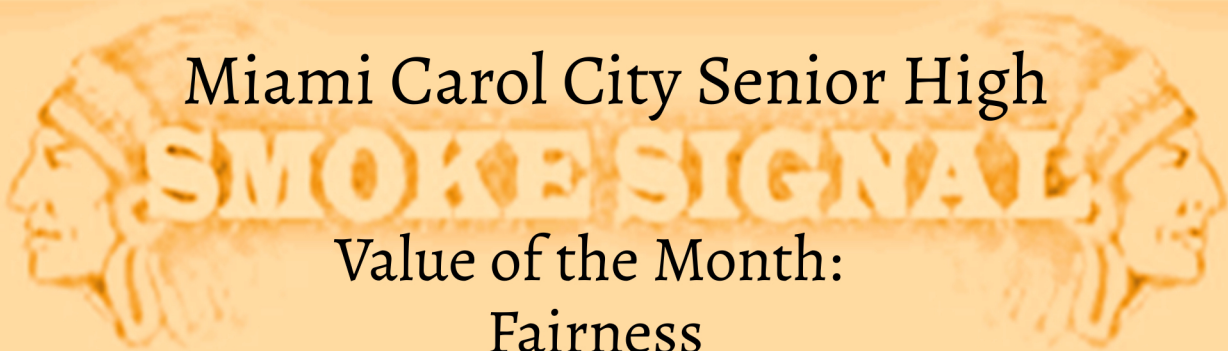 Miami Carol City Senior High
SMOKE SIGNAL
Value of the Month:
Fairness